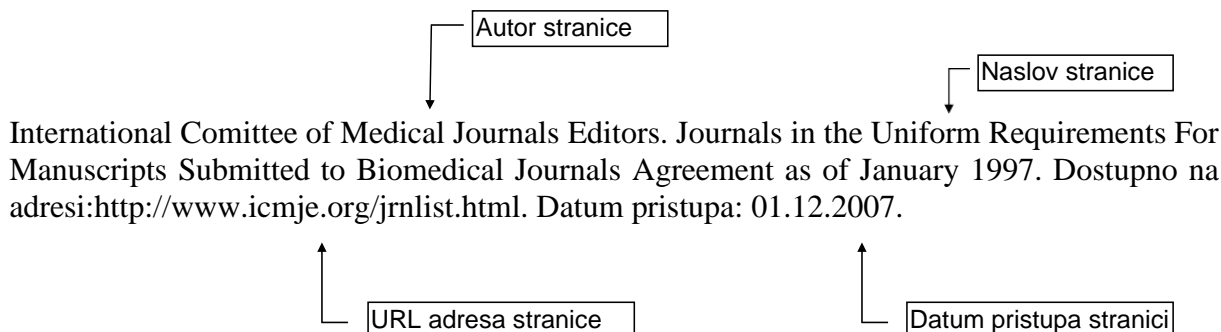 Autor stranice
Naslov stranice
International Comittee of Medical Journals Editors. Journals in the Uniform Requirements For
Manuscripts Submitted to Biomedical Journals Agreement as of January 1997. Dostupno na
adresi:http://www.icmje.org/jrnlist.html. Datum pristupa: 01.12.2007.
URL adresa stranice
Datum pristupa stranici